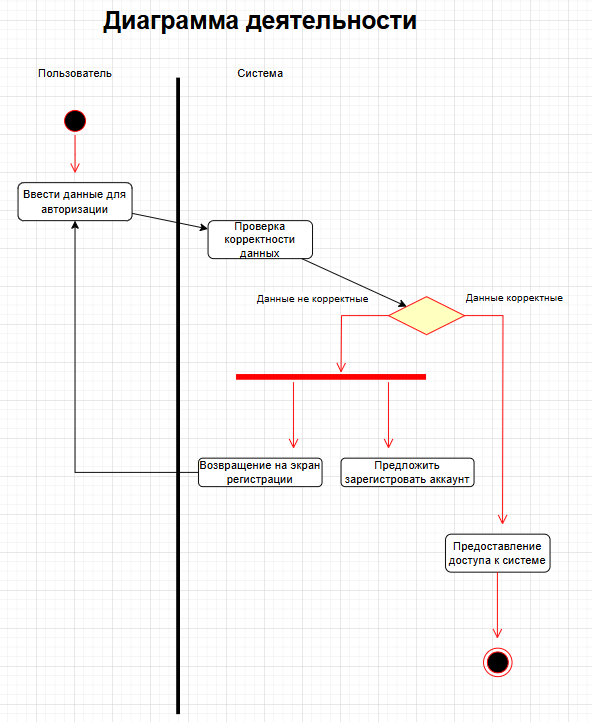 Диаграмма деятельности
Пользователь
Система
Ввести данные для
авторизации
Проверка
корректности
данных
Данные не корректные
Данные корректные
Возвращение на экран
регистрации
Предложить
зарегистровать аккаунт
Предоставление
доступа к системе